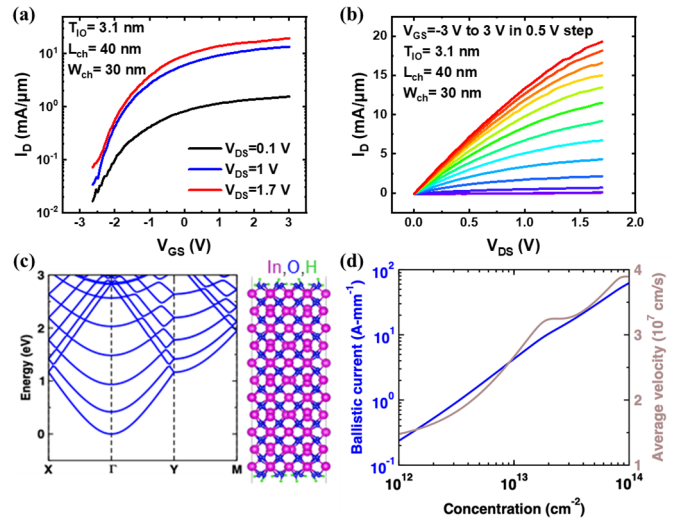 (a)
T_IO= 3.1 nm
L_ch= 40 nm
W_ch= 30 nm
10^1
10^0
10^-1
10^-2
I_D (mA/μm)
V_DS=0.1 V
V_DS=1 V
V_DS=1.7 V
-3 -2 -1 0 1 2 3
V_GS (V)
(b)
V_GS=-3 V to 3 V in 0.5 V step
T_IO= 3.1 nm
L_ch= 40 nm
W_ch= 30 nm
20
15
10
5
0
I_D (mA/μm)
0.0 0.5 1.0 1.5 2.0
V_DS (V)
(c)
3
2
1
0
Energy (eV)
X Γ Y M
In,O,H
(d)
10^2
10^1
10^0
10^-1
Ballistic current (A-mm^-1)
4
3
2
1
Average velocity (10^7 cm/s)
10^12 10^13 10^14
Concentration (cm^-2)